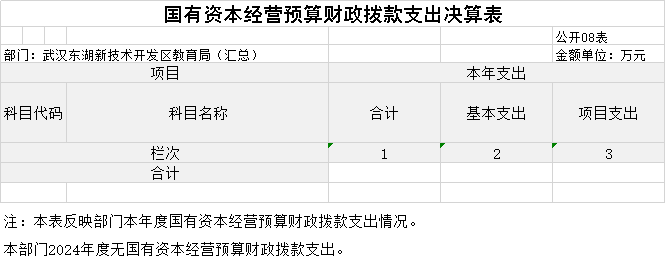 国有资本经营预算财政拨款支出决算表
公开08表
部门：武汉东湖新技术开发区教育局（汇总） 金额单位：万元
项目 本年支出
科目代码 科目名称 合计 基本支出 项目支出
栏次 1 2 3
合计
注：本表反映部门本年度国有资本经营预算财政拨款支出情况。
本部门2024年度无国有资本经营预算财政拨款支出。